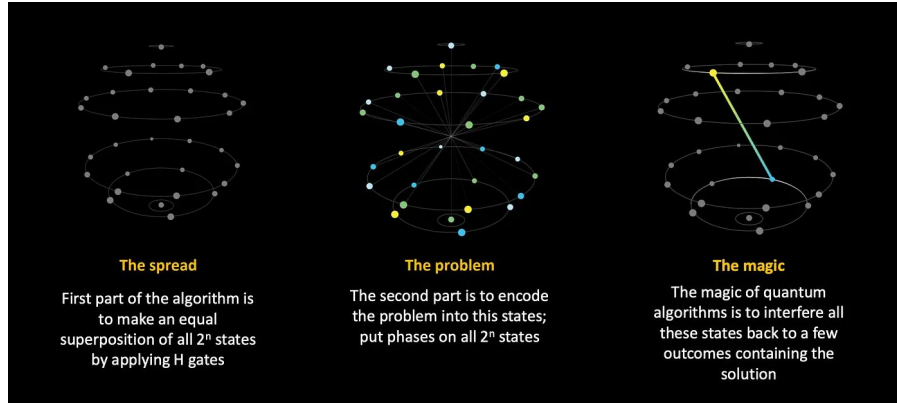 The spread
First part of the algorithm is
to make an equal
superposition of all 2ⁿ states
by applying H gates
The problem
The second part is to encode
the problem into this states;
put phases on all 2ⁿ states
The magic
The magic of quantum
algorithms is to interfere all
these states back to a few
outcomes containing the
solution